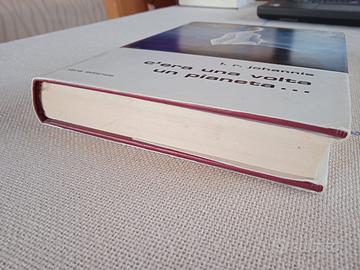 l. r. johannis
c'era una volta
un pianeta...